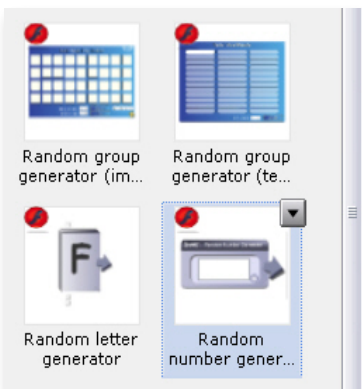 Random group
generator (im...
Random group
generator (te...
F
Random letter
generator
Random
number gener...